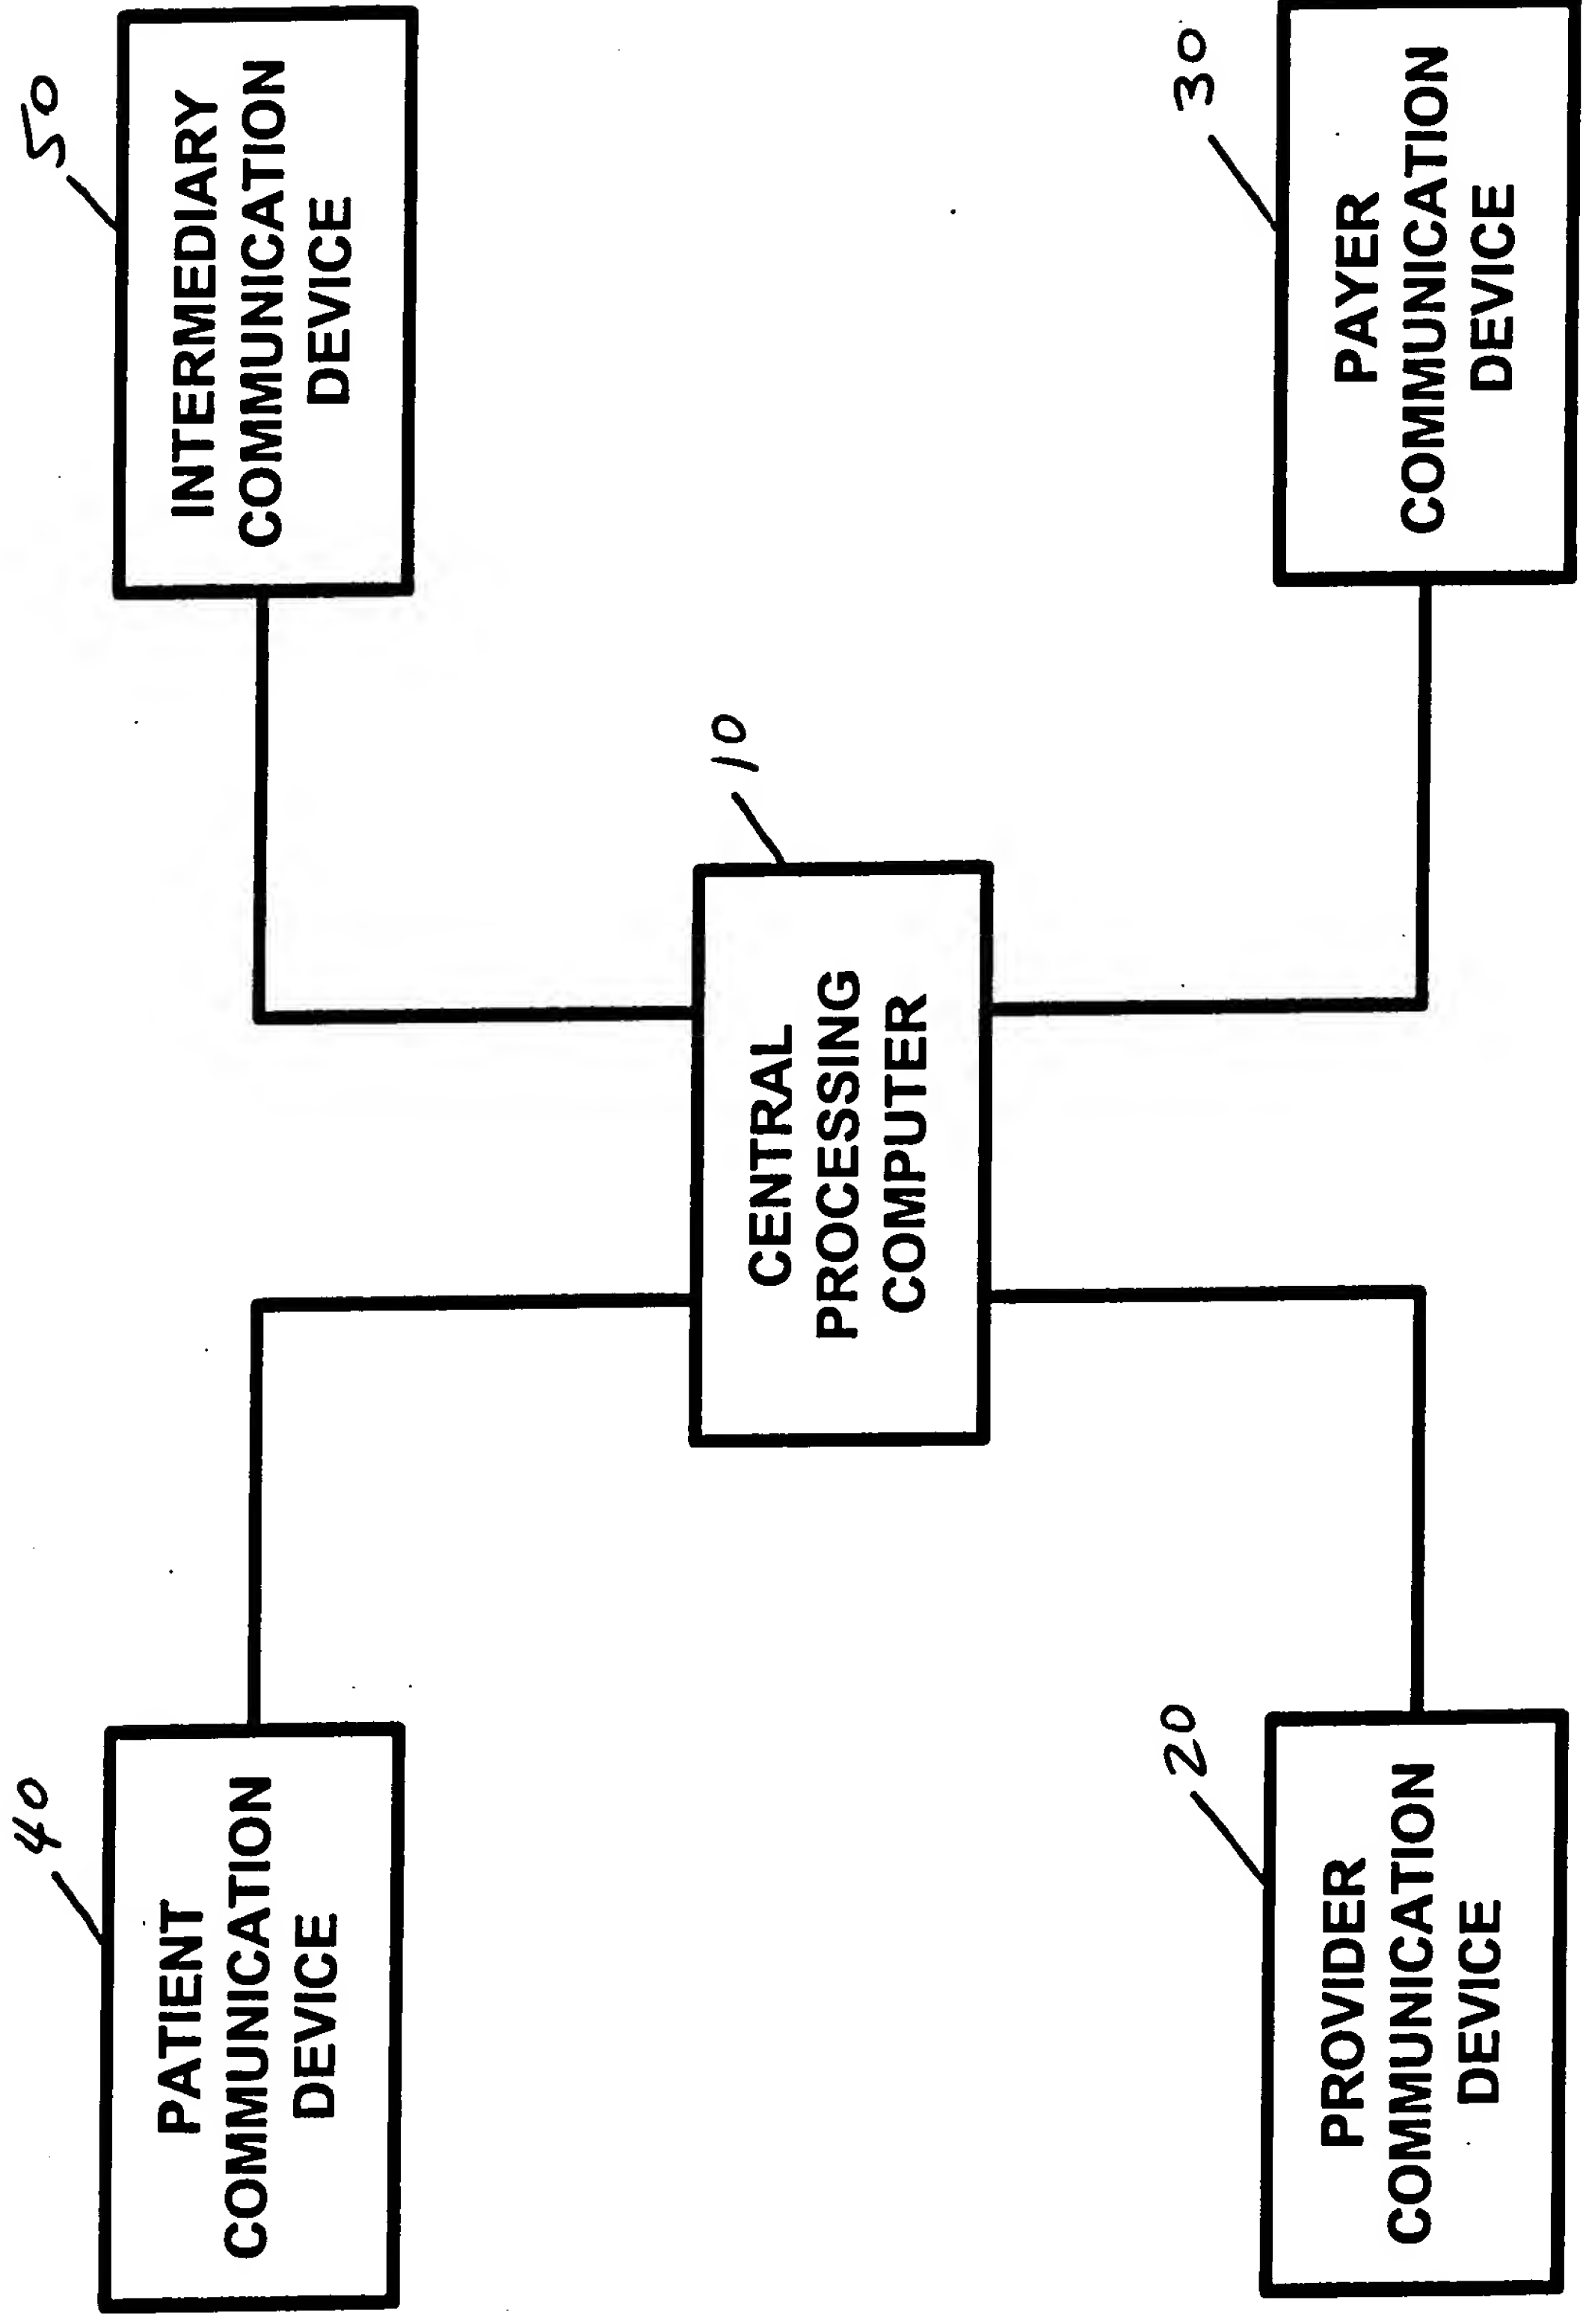 40
PATIENT
COMMUNICATION
DEVICE
50
INTERMEDIARY
COMMUNICATION
DEVICE
10
CENTRAL
PROCESSING
COMPUTER
20
PROVIDER
COMMUNICATION
DEVICE
30
PAYER
COMMUNICATION
DEVICE